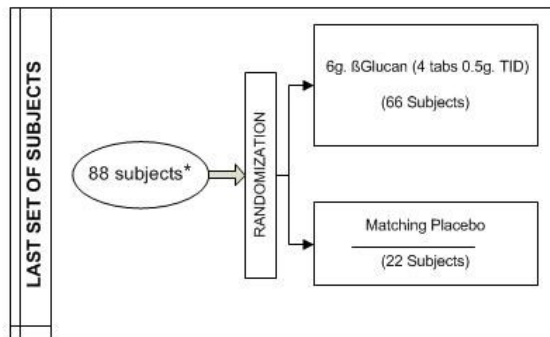 LAST SET OF SUBJECTS
88 subjects*
RANDOMIZATION
6g. ßGlucan (4 tabs 0.5g. TID)
(66 Subjects)
Matching Placebo
(22 Subjects)